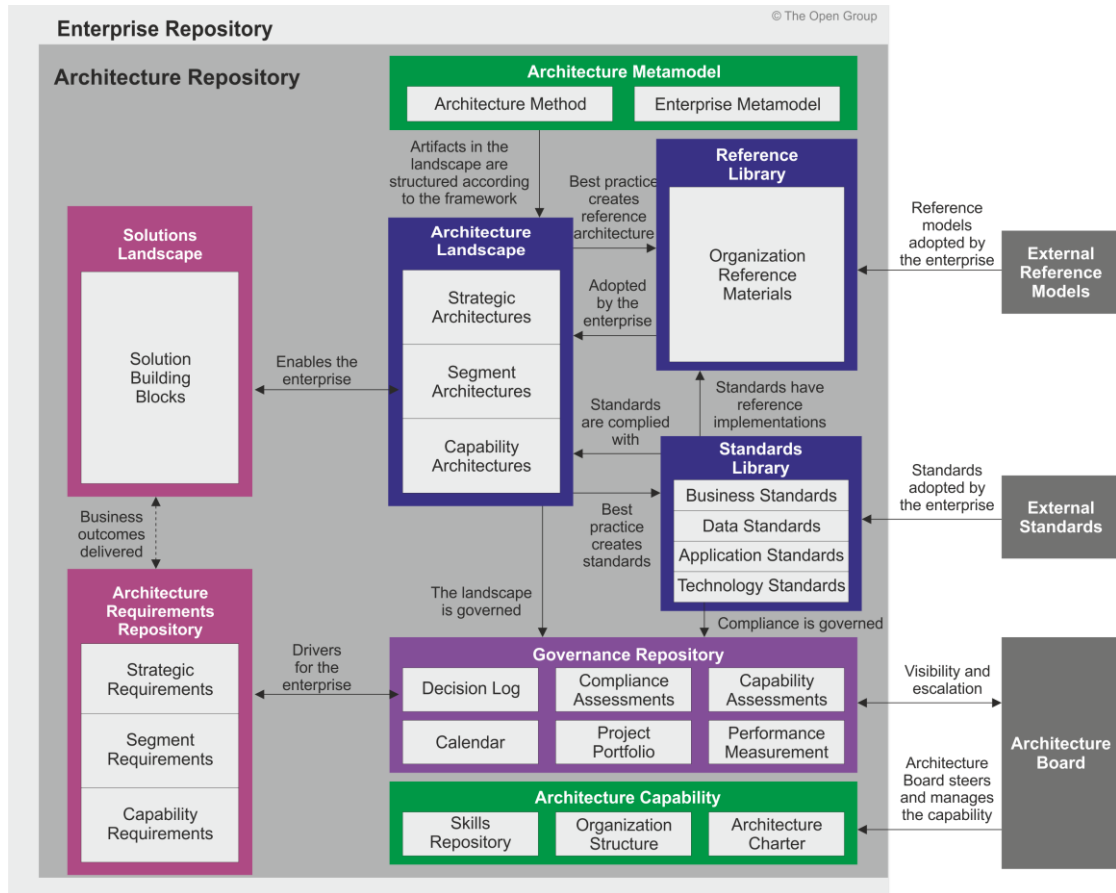 © The Open Group
Enterprise Repository
Architecture Repository
Architecture Metamodel
Architecture Method
Enterprise Metamodel
Artifacts in the
landscape are
structured according
to the framework
Best practice
creates
reference
architecture
Reference
Library
Organization
Reference
Materials
Reference
models
adopted by
the enterprise
External
Reference
Models
Solutions
Landscape
Solution
Building
Blocks
Enables the
enterprise
Architecture
Landscape
Strategic
Architectures
Segment
Architectures
Capability
Architectures
Adopted
by the
enterprise
Standards
are complied
with
Standards have
reference
implementations
Standards
Library
Business Standards
Data Standards
Application Standards
Technology Standards
Standards
adopted by
the enterprise
External
Standards
Best
practice
creates
standards
Business
outcomes
delivered
Architecture
Requirements
Repository
Strategic
Requirements
Segment
Requirements
Capability
Requirements
Drivers
for the
enterprise
The landscape
is governed
Compliance is governed
Governance Repository
Decision Log
Compliance
Assessments
Capability
Assessments
Calendar
Project
Portfolio
Performance
Measurement
Visibility and
escalation
Architecture
Board
Architecture
Board steers
and manages
the capability
Architecture Capability
Skills
Repository
Organization
Structure
Architecture
Charter